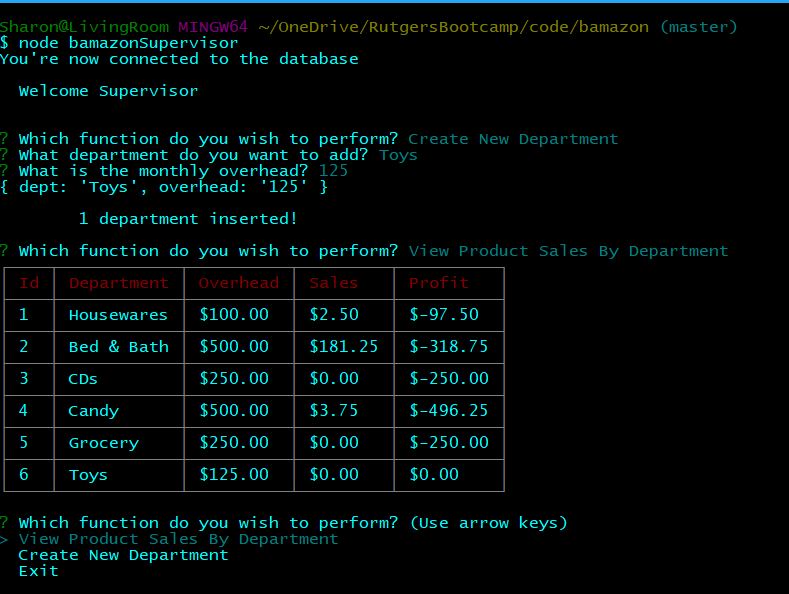 Sharon@LivingRoom MINGW64 ~/OneDrive/RutgersBootcamp/code/bamazon (master)
$ node bamazonSupervisor
You're now connected to the database
Welcome Supervisor
? Which function do you wish to perform? Create New Department
? What department do you want to add? Toys
? What is the monthly overhead? 125
{ dept: 'Toys', overhead: '125' }
1 department inserted!
? Which function do you wish to perform? View Product Sales By Department
Id Department Overhead Sales Profit
1 Housewares $100.00 $2.50 $-97.50
2 Bed & Bath $500.00 $181.25 $-318.75
3 CDs $250.00 $0.00 $-250.00
4 Candy $500.00 $3.75 $-496.25
5 Grocery $250.00 $0.00 $-250.00
6 Toys $125.00 $0.00 $0.00
? Which function do you wish to perform? (Use arrow keys)
> View Product Sales By Department
Create New Department
Exit